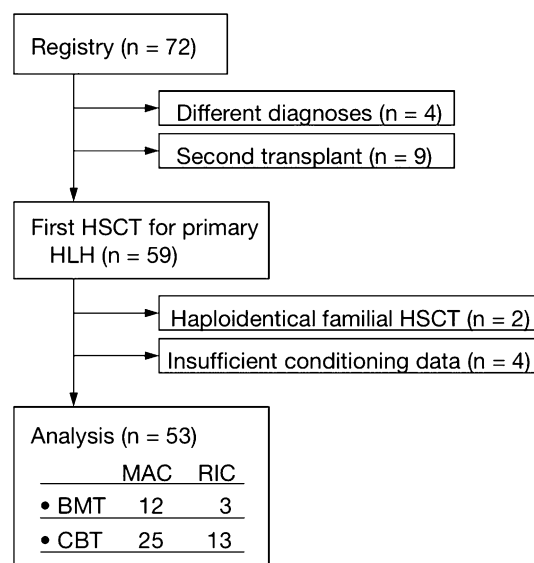 Registry (n = 72)
Different diagnoses (n = 4)
Second transplant (n = 9)
First HSCT for primary
HLH (n = 59)
Haploidentical familial HSCT (n = 2)
Insufficient conditioning data (n = 4)
Analysis (n = 53)
MAC RIC
• BMT 12 3
• CBT 25 13